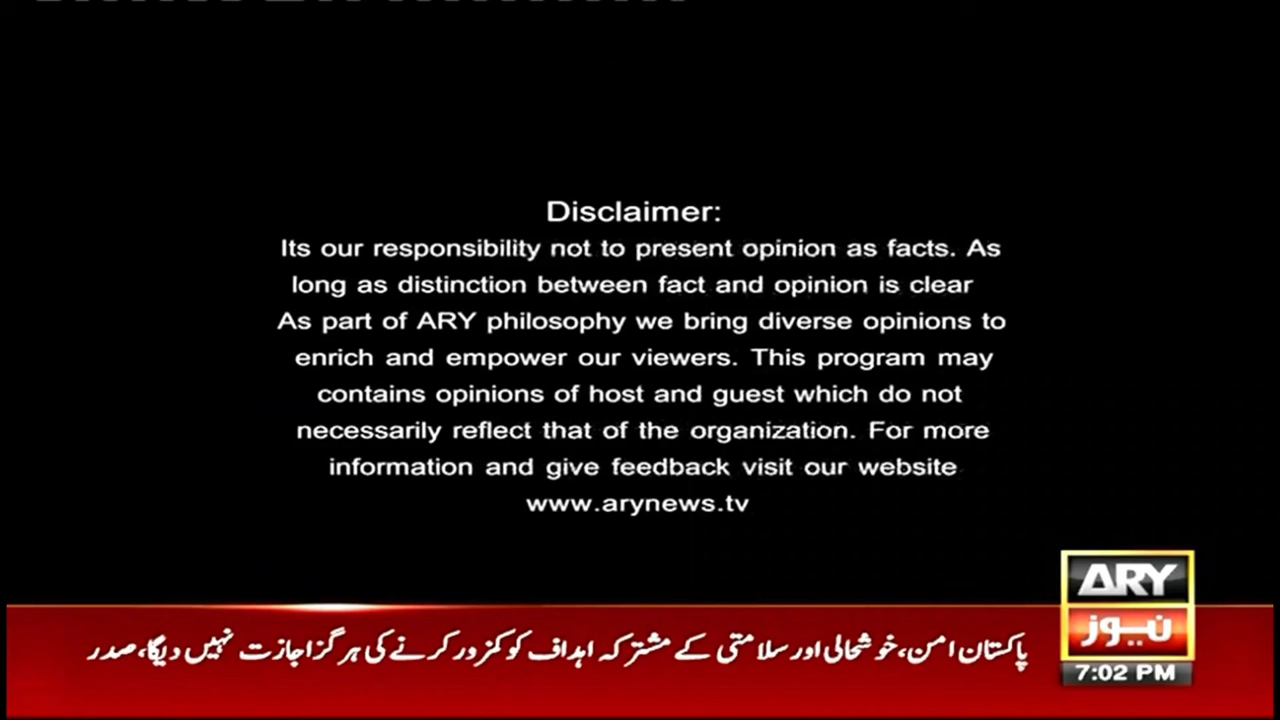 Disclaimer:
Its our responsibility not to present opinion as facts. As
long as distinction between fact and opinion is clear
As part of ARY philosophy we bring diverse opinions to
enrich and empower our viewers. This program may
contains opinions of host and guest which do not
necessarily reflect that of the organization. For more
information and give feedback visit our website
www.arynews.tv
ARY
نیوز
7:02 PM
پاکستان امن، خوشحالی اور سلامتی کے مشترکہ اہداف کو کمزور کرنے کی ہرگز اجازت نہیں دیگا، صدر